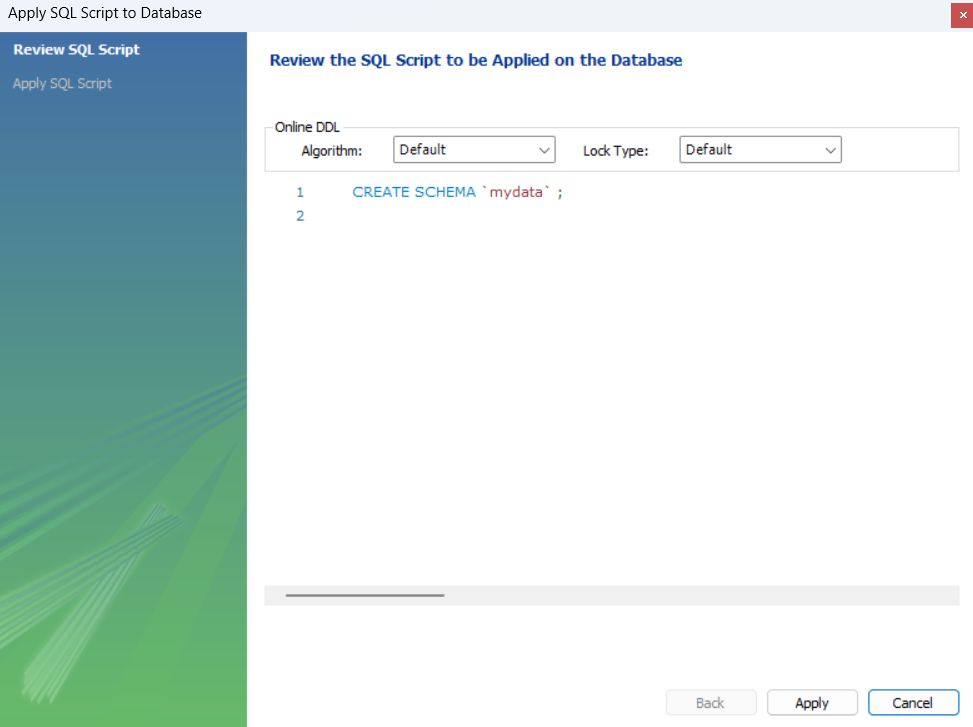 Apply SQL Script to Database
Review SQL Script
Apply SQL Script
Review the SQL Script to be Applied on the Database
Online DDL
Algorithm: Default Lock Type: Default
1 CREATE SCHEMA `mydata` ;
2
Back Apply Cancel